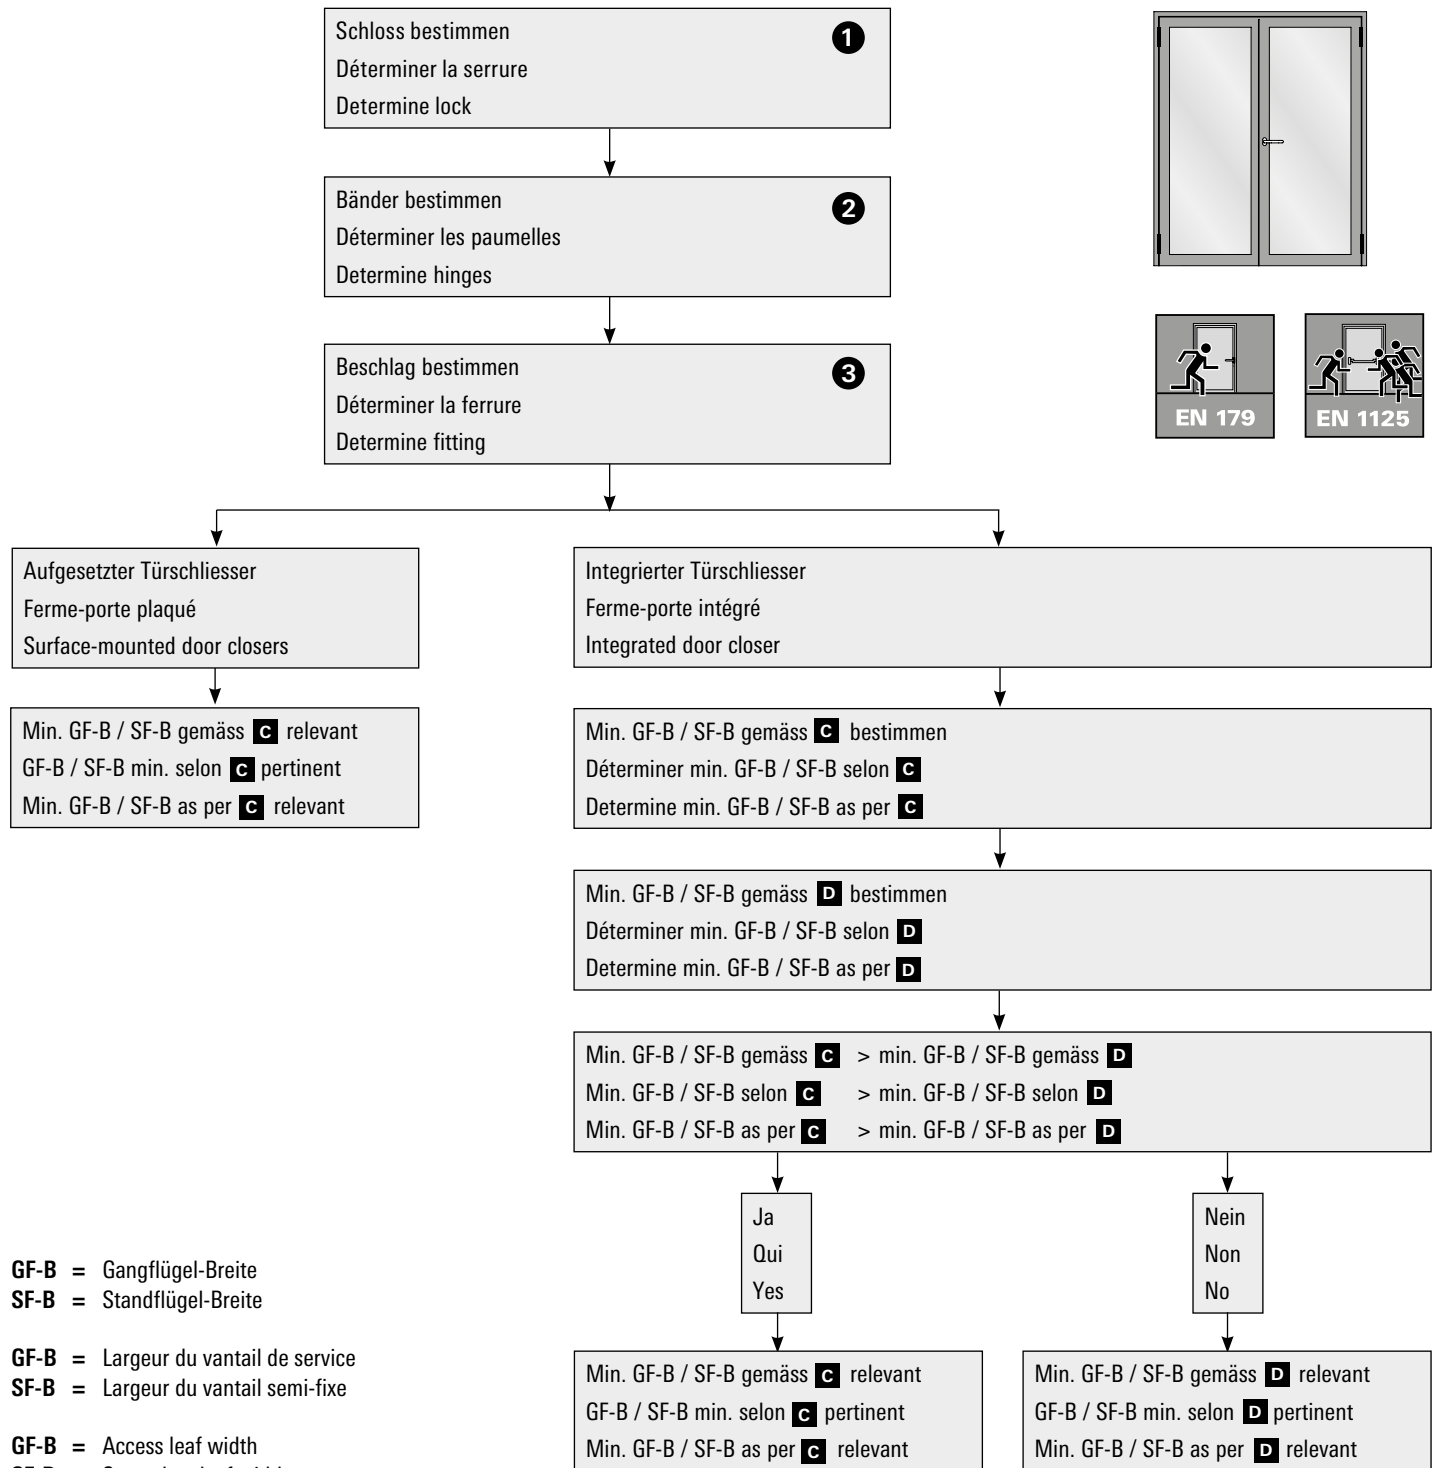 Schloss bestimmen 1
Déterminer la serrure
Determine lock
Bänder bestimmen 2
Déterminer les paumelles
Determine hinges
Beschlag bestimmen 3
Déterminer la ferrure
Determine fitting
EN 179
EN 1125
Aufgesetzter Türschliesser
Ferme-porte plaqué
Surface-mounted door closers
Integrierter Türschliesser
Ferme-porte intégré
Integrated door closer
Min. GF-B / SF-B gemäss C relevant
GF-B / SF-B min. selon C pertinent
Min. GF-B / SF-B as per C relevant
Min. GF-B / SF-B gemäss C bestimmen
Déterminer min. GF-B / SF-B selon C
Determine min. GF-B / SF-B as per C
Min. GF-B / SF-B gemäss D bestimmen
Déterminer min. GF-B / SF-B selon D
Determine min. GF-B / SF-B as per D
Min. GF-B / SF-B gemäss C > min. GF-B / SF-B gemäss D
Min. GF-B / SF-B selon C > min. GF-B / SF-B selon D
Min. GF-B / SF-B as per C > min. GF-B / SF-B as per D
Ja
Qui
Yes
Nein
Non
No
Min. GF-B / SF-B gemäss C relevant
GF-B / SF-B min. selon C pertinent
Min. GF-B / SF-B as per C relevant
Min. GF-B / SF-B gemäss D relevant
GF-B / SF-B min. selon D pertinent
Min. GF-B / SF-B as per D relevant
GF-B = Gangflügel-Breite
SF-B = Standflügel-Breite
GF-B = Largeur du vantail de service
SF-B = Largeur du vantail semi-fixe
GF-B = Access leaf width